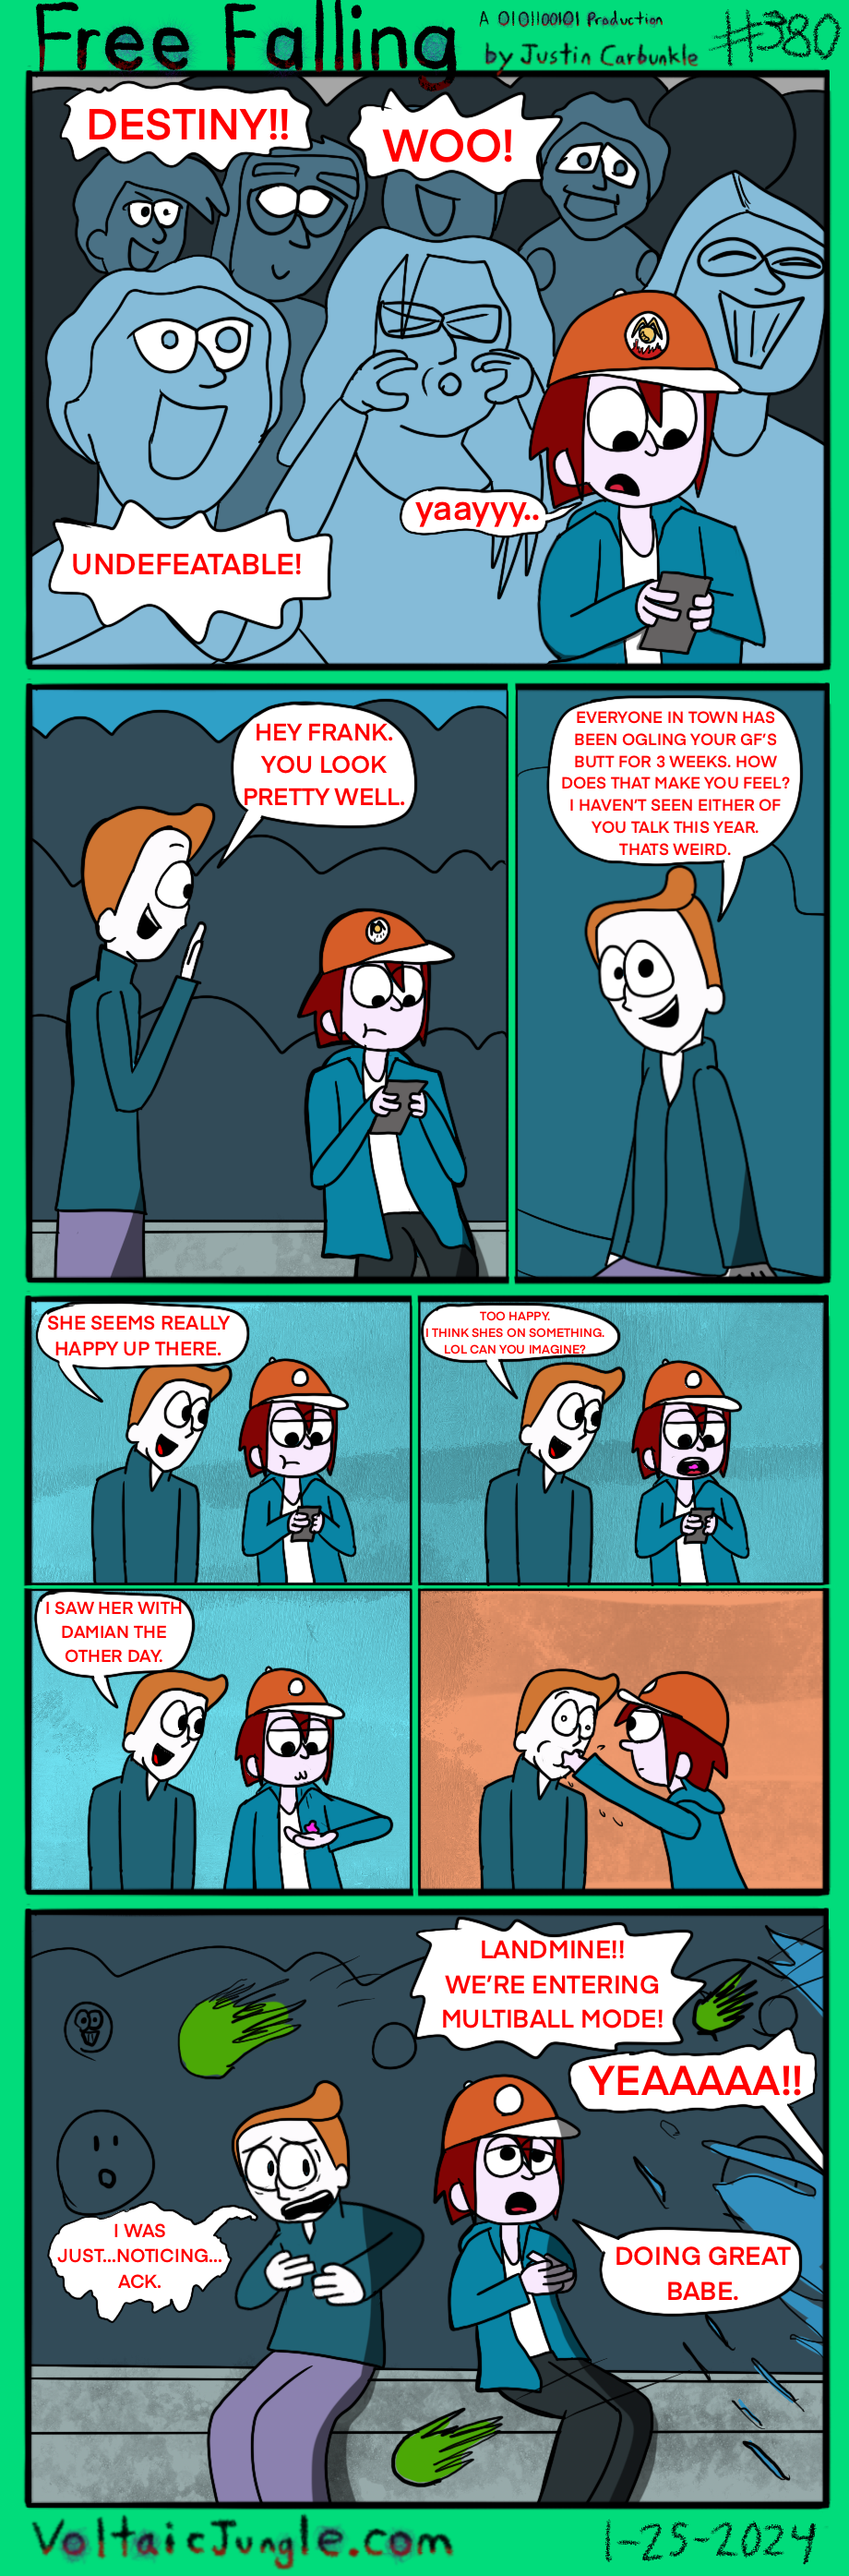 Free Falling
A 0101100101 Production
by Justin Carbunkle
#380
DESTINY!!
WOO!
yaayyy..
UNDEFEATABLE!
HEY FRANK.
YOU LOOK
PRETTY WELL.
EVERYONE IN TOWN HAS
BEEN OGLING YOUR GF'S
BUTT FOR 3 WEEKS. HOW
DOES THAT MAKE YOU FEEL?
I HAVEN'T SEEN EITHER OF
YOU TALK THIS YEAR.
THATS WEIRD.
SHE SEEMS REALLY
HAPPY UP THERE.
TOO HAPPY.
I THINK SHES ON SOMETHING.
LOL CAN YOU IMAGINE?
I SAW HER WITH
DAMIAN THE
OTHER DAY.
LANDMINE!!
WE'RE ENTERING
MULTIBALL MODE!
YEAAAAA!!
I WAS
JUST...NOTICING...
ACK.
DOING GREAT
BABE.
VoltaicJungle.com
1-25-2024